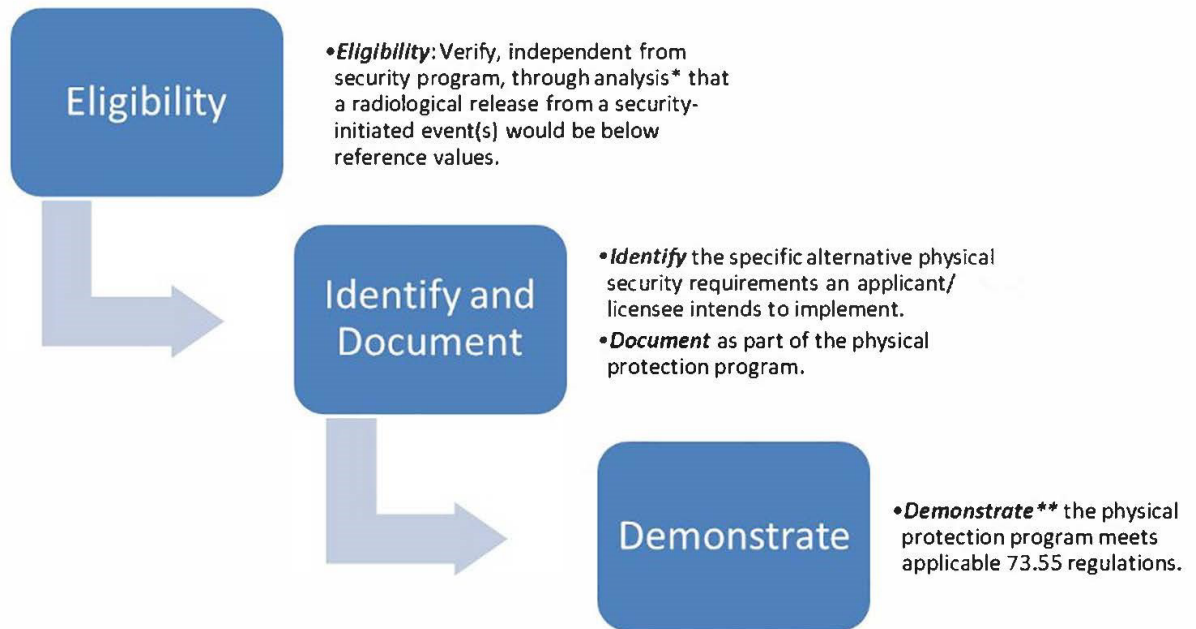 Eligibility
•Eligibility: Verify, independent from
security program, through analysis* that
a radiological release from a security-
initiated event(s) would be below
reference values.
Identify and
Document
•Identify the specific alternative physical
security requirements an applicant/
licensee intends to implement.
•Document as part of the physical
protection program.
Demonstrate
•Demonstrate** the physical
protection program meets
applicable 73.55 regulations.